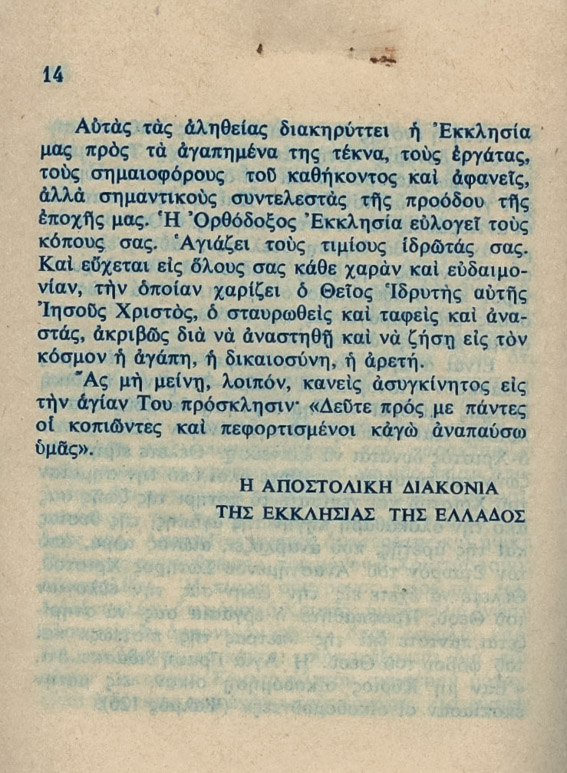 14
Αὐτὰς τὰς ἀληθείας διακηρύττει ἡ Ἐκκλησία
μας πρὸς τὰ ἀγαπημένα της τέκνα, τοὺς ἐργάτας,
τοὺς σημαιοφόρους τοῦ καθήκοντος καὶ ἀφανεῖς,
ἀλλὰ σημαντικοὺς συντελεστὰς τῆς προόδου τῆς
ἐποχῆς μας. Ἡ Ὀρθόδοξος Ἐκκλησία εὐλογεῖ τοὺς
κόπους σας. Ἁγιάζει τοὺς τιμίους ἱδρῶτάς σας.
Καὶ εὔχεται εἰς ὅλους σας κάθε χαρὰν καὶ εὐδαιμο-
νίαν, τὴν ὁποίαν χαρίζει ὁ Θεῖος Ἱδρυτὴς αὐτῆς
Ἰησοῦς Χριστὸς, ὁ σταυρωθεὶς καὶ ταφεὶς καὶ ἀνα-
στάς, ἀκριβῶς διὰ νὰ ἀναστηθῇ καὶ νὰ ζήσῃ εἰς τὸν
κόσμον ἡ ἀγάπη, ἡ δικαιοσύνη, ἡ ἀρετή.
Ἂς μὴ μείνῃ, λοιπόν, κανεὶς ἀσυγκίνητος εἰς
τὴν ἁγίαν Του πρόσκλησιν· «Δεῦτε πρός με πάντες
οἱ κοπιῶντες καὶ πεφορτισμένοι κἀγὼ ἀναπαύσω
ὑμᾶς».
Η ΑΠΟΣΤΟΛΙΚΗ ΔΙΑΚΟΝΙΑ
ΤΗΣ ΕΚΚΛΗΣΙΑΣ ΤΗΣ ΕΛΛΑΔΟΣ